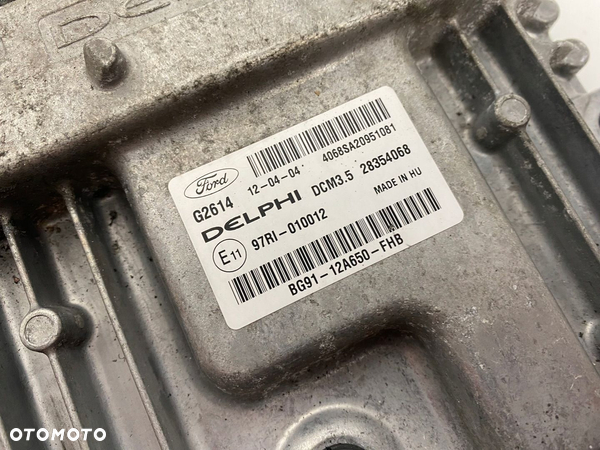 Ford
12-04-04 4068SA20951081
G2614
DELPHI DCM3.5 28354068
E11 97RI-010012 MADE IN HU
BG91-12A650-FHB
OTOMOTO